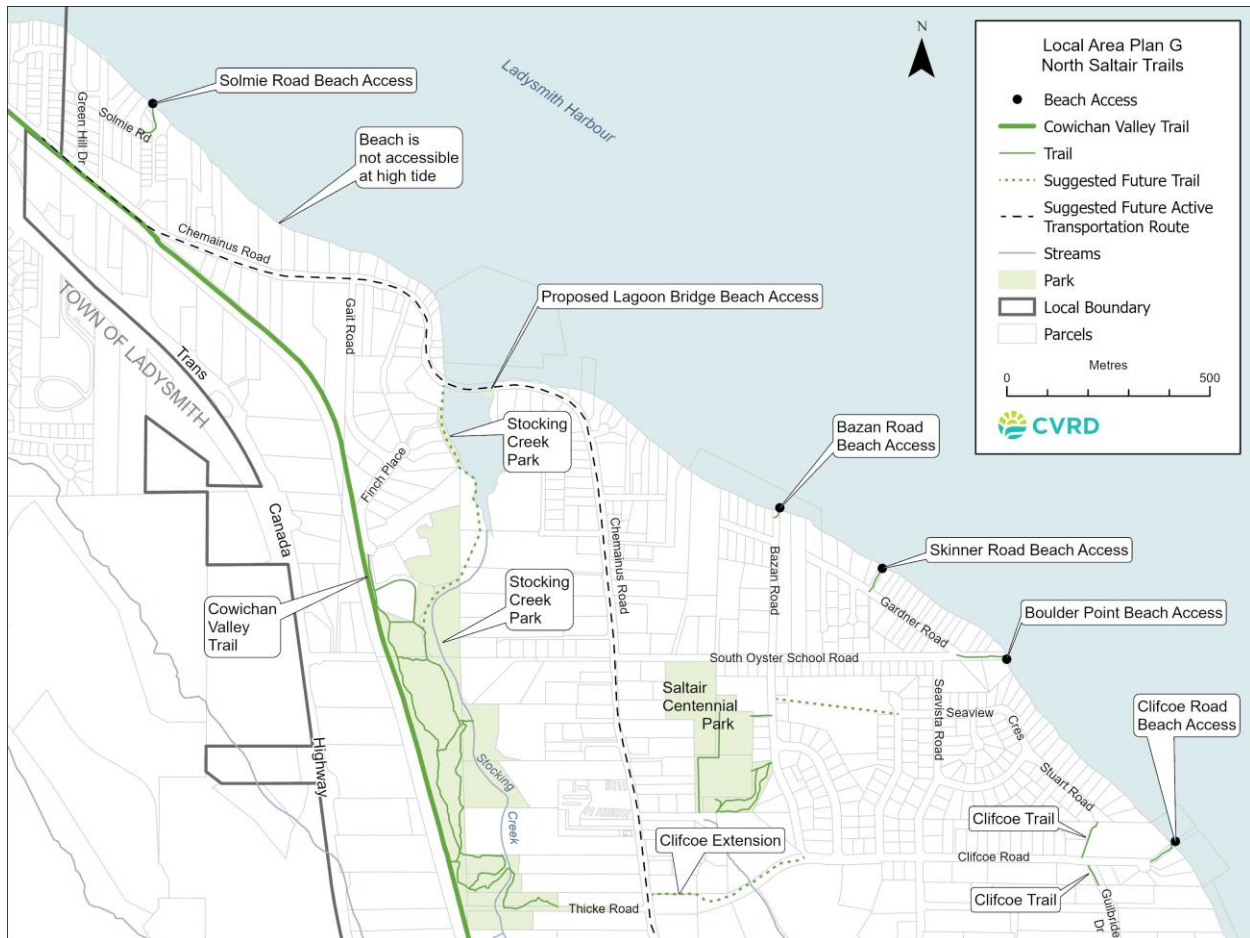 Solmie Road Beach Access
Ladysmith Harbour
N
Local Area Plan G
North Saltair Trails
Beach Access
Cowichan Valley Trail
Trail
Suggested Future Trail
Suggested Future Active
Transportation Route
Streams
Park
Local Boundary
Parcels
Metres
0 500
CVRD
Green Hill Dr
Solmie Rd
Beach is
not accessible
at high tide
Chemainus Road
TOWN OF LADYSMITH
Trans
Canada
Highway
Gait Road
Proposed Lagoon Bridge Beach Access
Stocking
Creek
Park
Finch Place
Bazan Road
Beach Access
Chemainus Road
Bazan Road
Skinner Road Beach Access
Gardner Road
Boulder Point Beach Access
Cowichan
Valley
Trail
Stocking
Creek
Park
South Oyster School Road
Saltair
Centennial
Park
Seavista Road
Seaview
Cres
Clifcoe Road
Beach Access
Stuart Road
Stocking
Creek
Clifcoe Trail
Clifcoe Extension
Clifcoe Road
Clifcoe Trail
Guilbride
Dr
Thicke Road